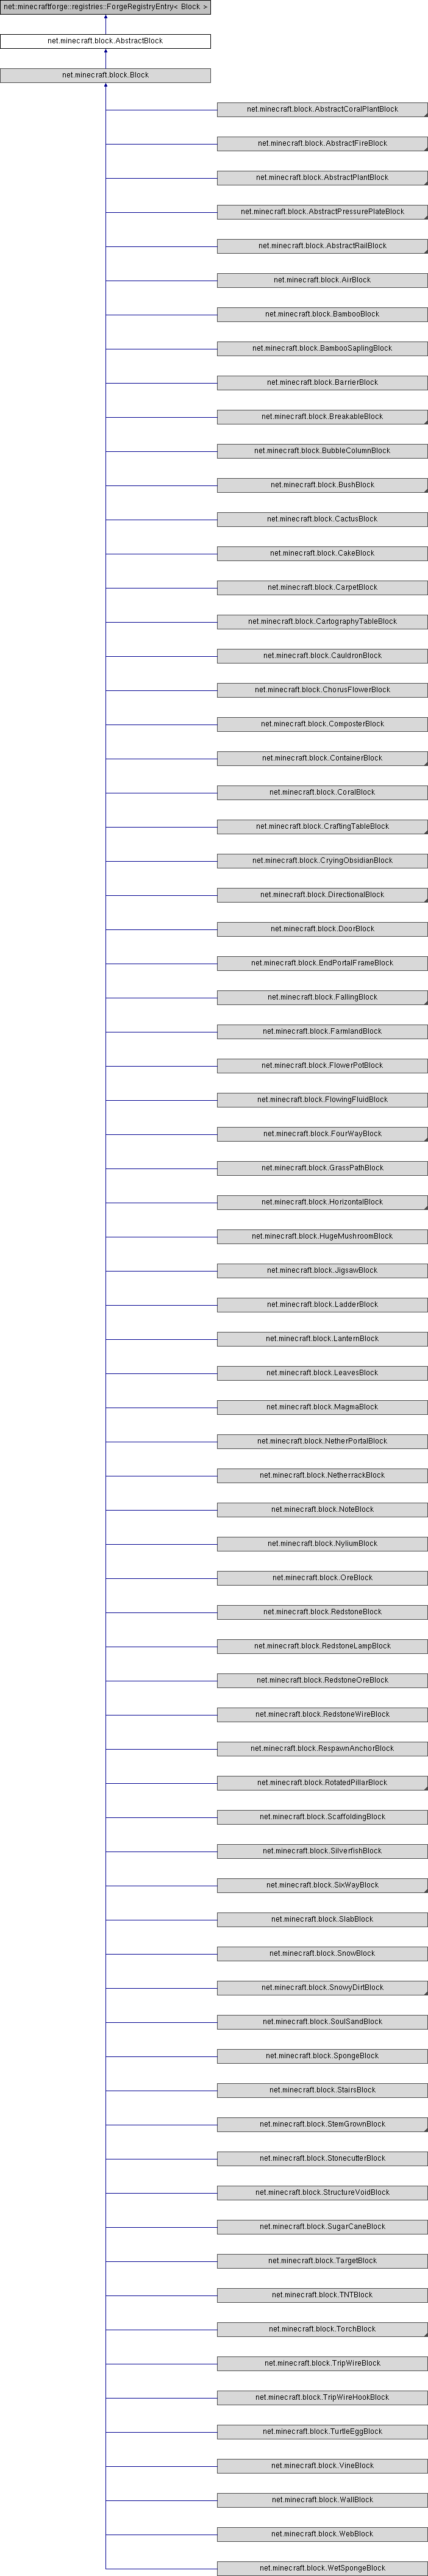 net::minecraftforge::registries::ForgeRegistryEntry< Block >
net.minecraft.block.AbstractBlock
net.minecraft.block.Block
net.minecraft.block.AbstractCoralPlantBlock
net.minecraft.block.AbstractFireBlock
net.minecraft.block.AbstractPlantBlock
net.minecraft.block.AbstractPressurePlateBlock
net.minecraft.block.AbstractRailBlock
net.minecraft.block.AirBlock
net.minecraft.block.BambooBlock
net.minecraft.block.BambooSaplingBlock
net.minecraft.block.BarrierBlock
net.minecraft.block.BreakableBlock
net.minecraft.block.BubbleColumnBlock
net.minecraft.block.BushBlock
net.minecraft.block.CactusBlock
net.minecraft.block.CakeBlock
net.minecraft.block.CarpetBlock
net.minecraft.block.CartographyTableBlock
net.minecraft.block.CauldronBlock
net.minecraft.block.ChorusFlowerBlock
net.minecraft.block.ComposterBlock
net.minecraft.block.ContainerBlock
net.minecraft.block.CoralBlock
net.minecraft.block.CraftingTableBlock
net.minecraft.block.CryingObsidianBlock
net.minecraft.block.DirectionalBlock
net.minecraft.block.DoorBlock
net.minecraft.block.EndPortalFrameBlock
net.minecraft.block.FallingBlock
net.minecraft.block.FarmlandBlock
net.minecraft.block.FlowerPotBlock
net.minecraft.block.FlowingFluidBlock
net.minecraft.block.FourWayBlock
net.minecraft.block.GrassPathBlock
net.minecraft.block.HorizontalBlock
net.minecraft.block.HugeMushroomBlock
net.minecraft.block.JigsawBlock
net.minecraft.block.LadderBlock
net.minecraft.block.LanternBlock
net.minecraft.block.LeavesBlock
net.minecraft.block.MagmaBlock
net.minecraft.block.NetherPortalBlock
net.minecraft.block.NetherrackBlock
net.minecraft.block.NoteBlock
net.minecraft.block.NyliumBlock
net.minecraft.block.OreBlock
net.minecraft.block.RedstoneBlock
net.minecraft.block.RedstoneLampBlock
net.minecraft.block.RedstoneOreBlock
net.minecraft.block.RedstoneWireBlock
net.minecraft.block.RespawnAnchorBlock
net.minecraft.block.RotatedPillarBlock
net.minecraft.block.ScaffoldingBlock
net.minecraft.block.SilverfishBlock
net.minecraft.block.SixWayBlock
net.minecraft.block.SlabBlock
net.minecraft.block.SnowBlock
net.minecraft.block.SnowyDirtBlock
net.minecraft.block.SoulSandBlock
net.minecraft.block.SpongeBlock
net.minecraft.block.StairsBlock
net.minecraft.block.StemGrownBlock
net.minecraft.block.StonecutterBlock
net.minecraft.block.StructureVoidBlock
net.minecraft.block.SugarCaneBlock
net.minecraft.block.TargetBlock
net.minecraft.block.TNTBlock
net.minecraft.block.TorchBlock
net.minecraft.block.TripWireBlock
net.minecraft.block.TripWireHookBlock
net.minecraft.block.TurtleEggBlock
net.minecraft.block.VineBlock
net.minecraft.block.WallBlock
net.minecraft.block.WebBlock
net.minecraft.block.WetSpongeBlock